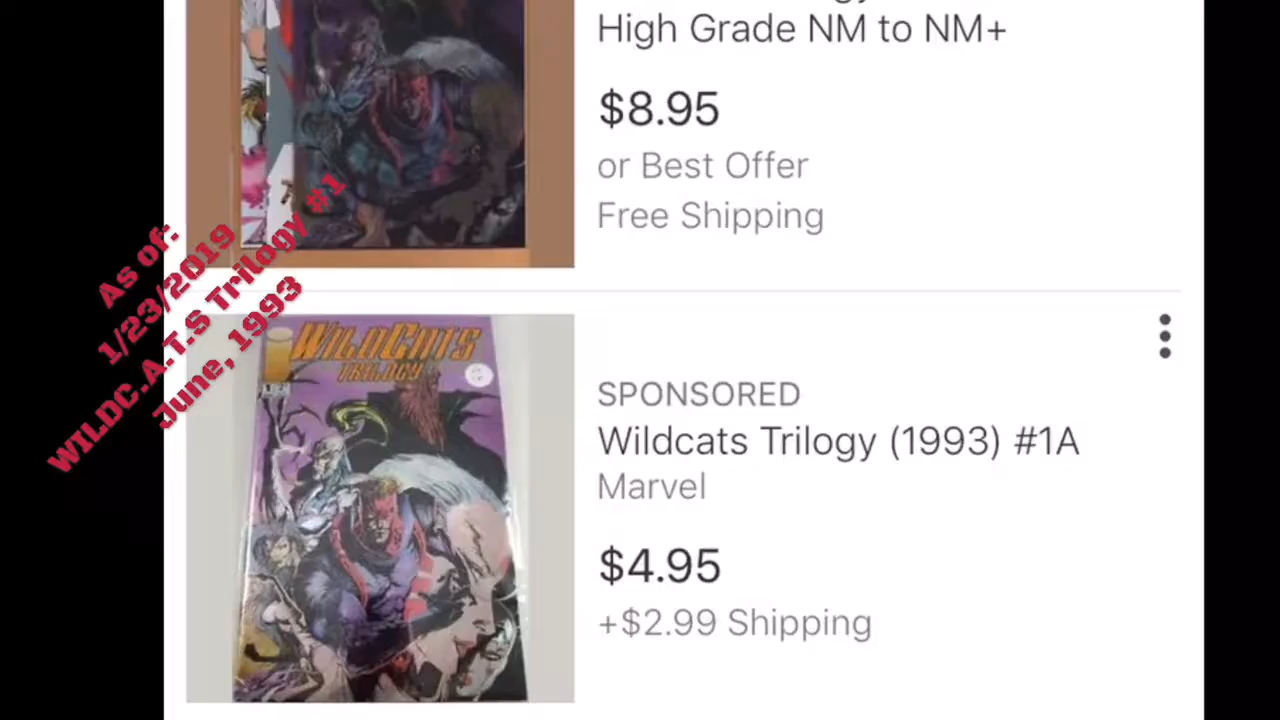 High Grade NM to NM+
$8.95
or Best Offer
Free Shipping
As of:
1/23/2019
WILDC.A.T.S Trilogy #1
June, 1993
WILDCATS
TRILOGY
SPONSORED
Wildcats Trilogy (1993) #1A
Marvel
$4.95
+$2.99 Shipping